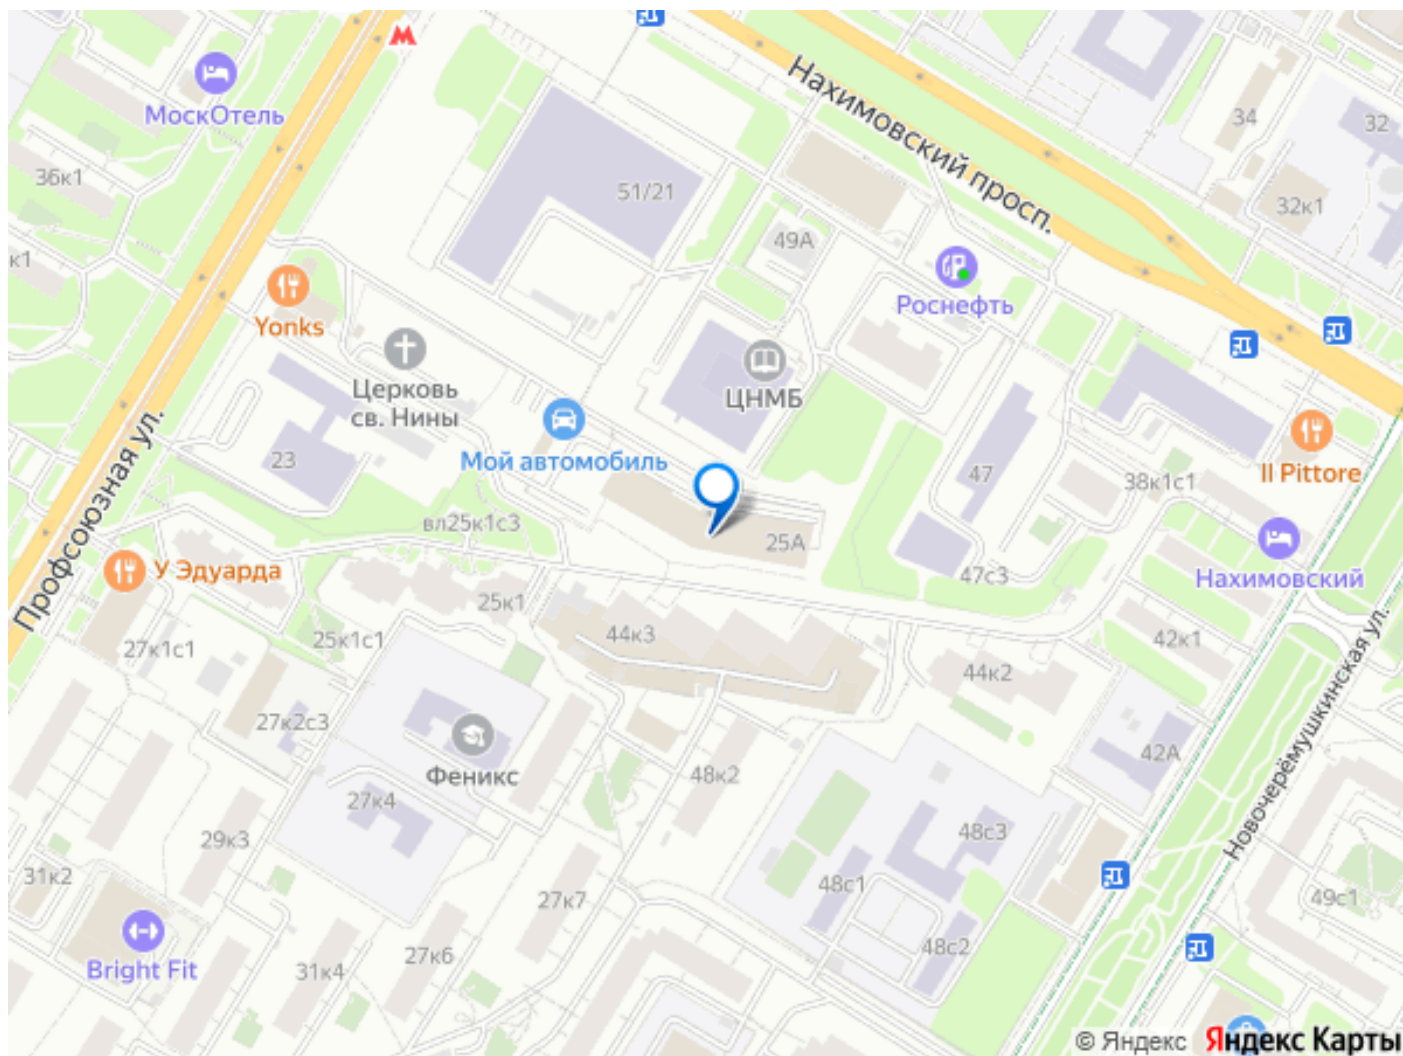 МоскОтель
Нахимовский просп.
34
32
36к1
51/21
32к1
к1
49А
Роснефть
Yonks
Церковь
св. Нины
ЦНМБ
Мой автомобиль
23
47
Il Pittore
38к1с1
Профсоюзная ул.
вл25к1с3
25А
У Эдуарда
47с3
Нахимовский
25к1
44к3
25к1с1
27к1с1
42к1
44к2
27к2с3
42А
Новочерёмушкинская ул.
Феникс
48к2
27к4
29к3
48с3
31к2
48с1
27к7
49с1
48с2
27к6
31к4
Bright Fit
© Яндекс Яндекс Карты